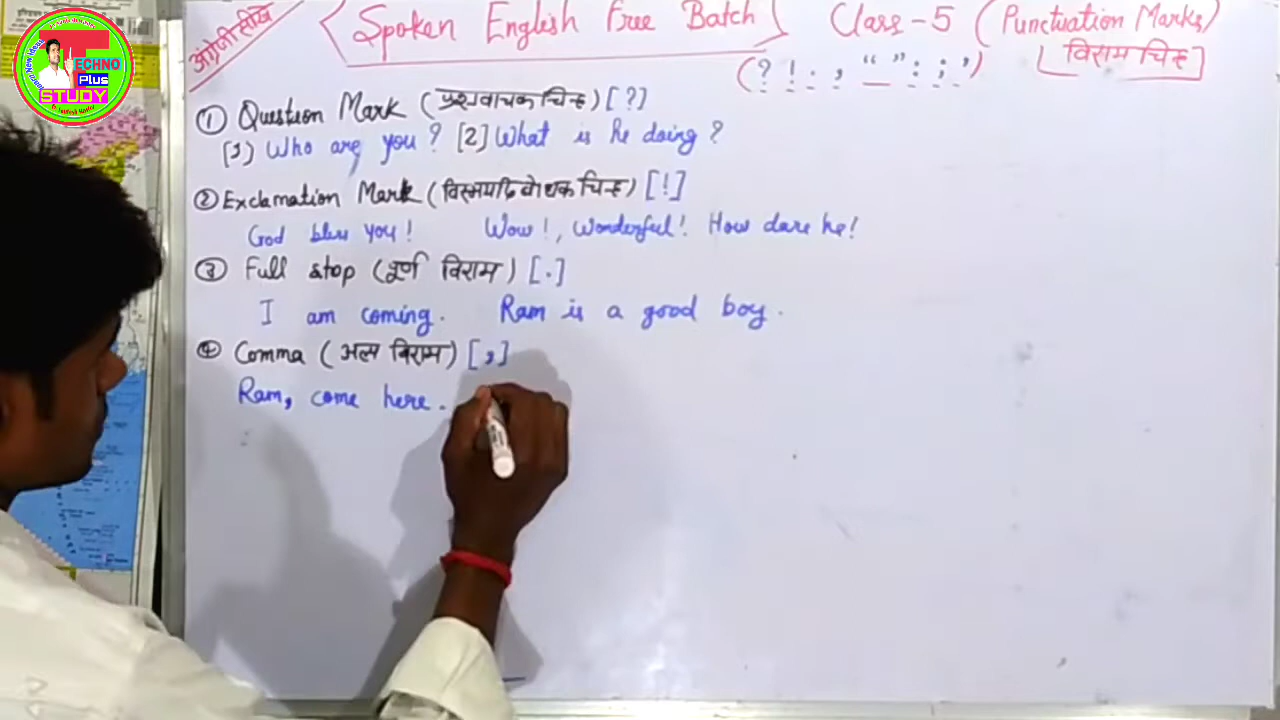 अंग्रेजी सीखें
Spoken English Free Batch
Class-5 (Punctuation Marks)
(? ! . , _ “ ” : ; ’)
[विराम चिन्ह]
① Question Mark (प्रश्नवाचक चिन्ह) [?]
[1] Who are you? [2] What is he doing?
② Exclamation Mark (विस्मयादिबोधक चिन्ह) [!]
God bless you! Wow!, Wonderful! How dare he!
③ Full stop (पूर्ण विराम) [.]
I am coming. Ram is a good boy.
④ Comma (अल्प विराम) [,]
Ram, come here.
TECHNO
Plus
STUDY